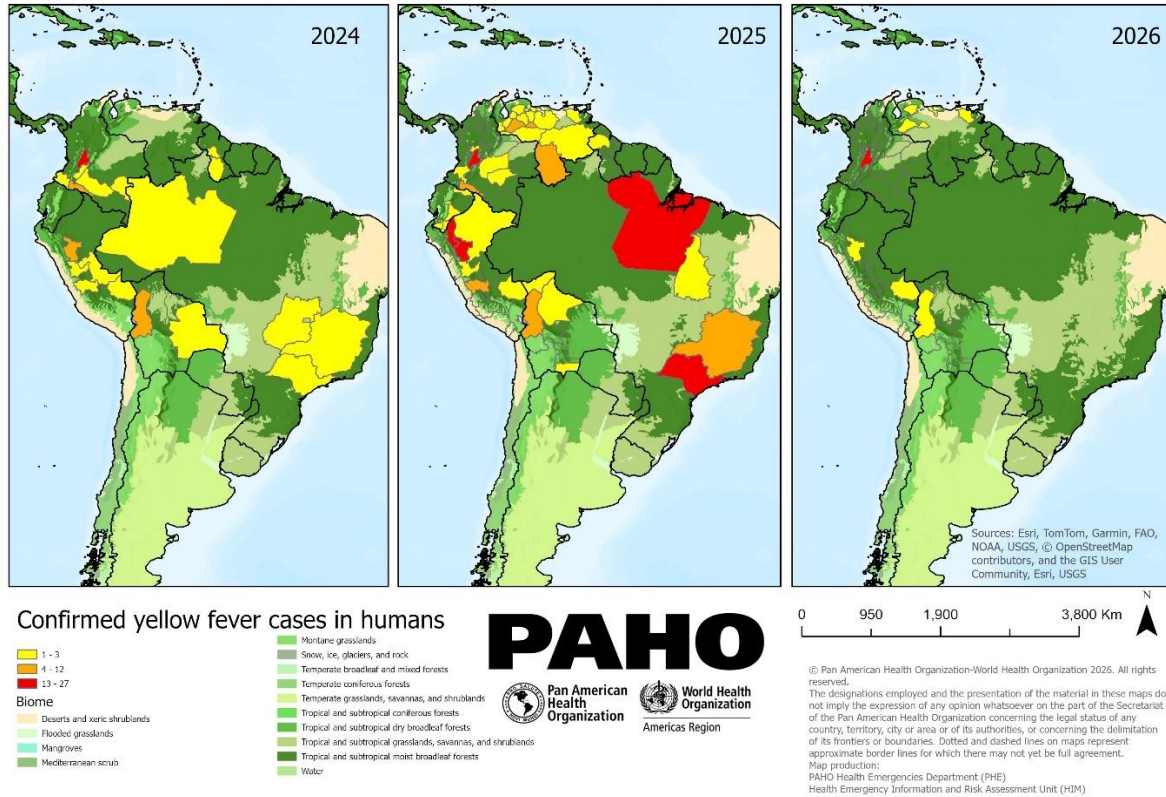 2024
2025
2026
Sources: Esri, TomTom, Garmin, FAO,
NOAA, USGS, © OpenStreetMap
contributors, and the GIS User
Community, Esri, USGS
Confirmed yellow fever cases in humans
1 - 3
4 - 12
13 - 27
Biome
Deserts and xeric shrublands
Flooded grasslands
Mangroves
Mediterranean scrub
Montane grasslands
Snow, ice, glaciers, and rock
Temperate broadleaf and mixed forests
Temperate coniferous forests
Temperate grasslands, savannas, and shrublands
Tropical and subtropical coniferous forests
Tropical and subtropical dry broadleaf forests
Tropical and subtropical grasslands, savannas, and shrublands
Tropical and subtropical moist broadleaf forests
Water
PAHO
Pan American
Health
Organization
World Health
Organization
Americas Region
N
0 950 1,900 3,800 Km
© Pan American Health Organization-World Health Organization 2026. All rights
reserved.
The designations employed and the presentation of the material in these maps do
not imply the expression of any opinion whatsoever on the part of the Secretariat
of the Pan American Health Organization concerning the legal status of any
country, territory, city or area or of its authorities, or concerning the delimitation
of its frontiers or boundaries. Dotted and dashed lines on maps represent
approximate border lines for which there may not yet be full agreement.
Map production:
PAHO Health Emergencies Department (PHE)
Health Emergency Information and Risk Assessment Unit (HIM)